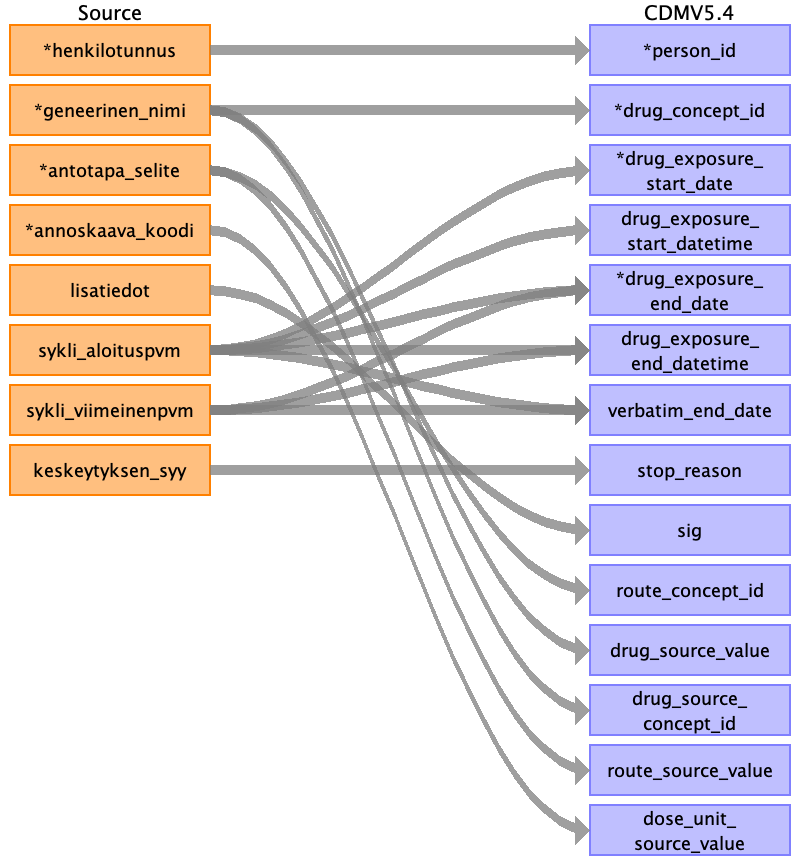 Source
CDMV5.4
*henkilotunnus
*person_id
*geneerinen_nimi
*drug_concept_id
*antotapa_selite
*drug_exposure_
start_date
*annoskaava_koodi
drug_exposure_
start_datetime
lisatiedot
*drug_exposure_
end_date
sykli_aloituspvm
drug_exposure_
end_datetime
sykli_viimeinenpvm
verbatim_end_date
keskeytyksen_syy
stop_reason
sig
route_concept_id
drug_source_value
drug_source_
concept_id
route_source_value
dose_unit_
source_value